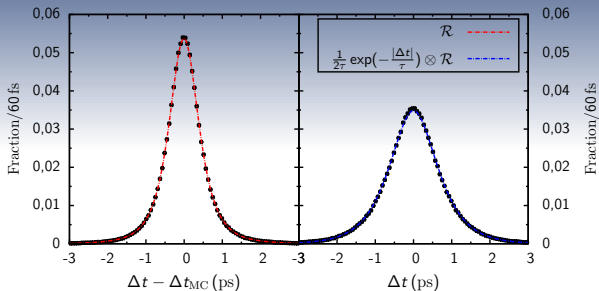 Fraction/60 fs
0,06
0,05
0,04
0,03
0,02
0,01
0
-3 -2 -1 0 1 2 3
Δt − Δt_MC (ps)
ℛ
1/2τ exp(−|Δt|/τ) ⊗ ℛ
-3 -2 -1 0 1 2 3
Δt (ps)
0,06
0,05
0,04
0,03
0,02
0,01
0
Fraction/60 fs